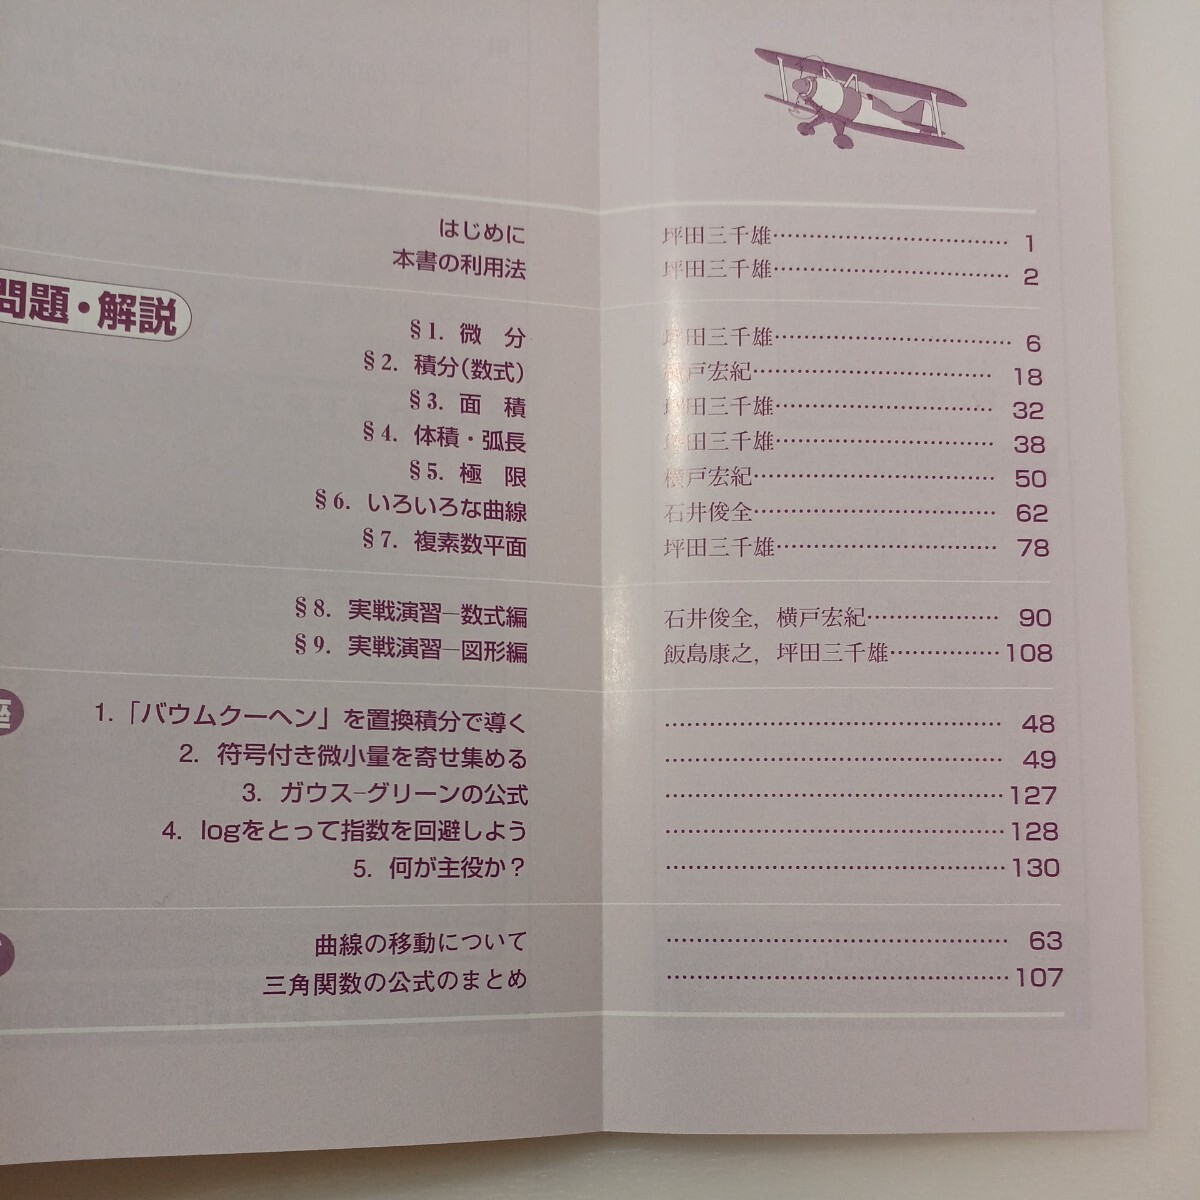 はじめに 坪田三千雄…………………………… 1
本書の利用法 坪田三千雄…………………………… 2
問題・解説
§1. 微 分 坪田三千雄…………………………… 6
§2. 積分(数式) 横戸宏紀…………………………… 18
§3. 面 積 坪田三千雄…………………………… 32
§4. 体積・弧長 坪田三千雄…………………………… 38
§5. 極 限 横戸宏紀…………………………… 50
§6. いろいろな曲線 石井俊全…………………………… 62
§7. 複素数平面 坪田三千雄…………………………… 78
§8. 実戦演習―数式編 石井俊全，横戸宏紀……………… 90
§9. 実戦演習―図形編 飯島康之，坪田三千雄……………108
座
1.「バウムクーヘン」を置換積分で導く …………………………………………… 48
2. 符号付き微小量を寄せ集める …………………………………………… 49
3. ガウス-グリーンの公式 ……………………………………………127
4. logをとって指数を回避しよう ……………………………………………128
5. 何が主役か？ ……………………………………………130
曲線の移動について …………………………………………… 63
三角関数の公式のまとめ ……………………………………………107